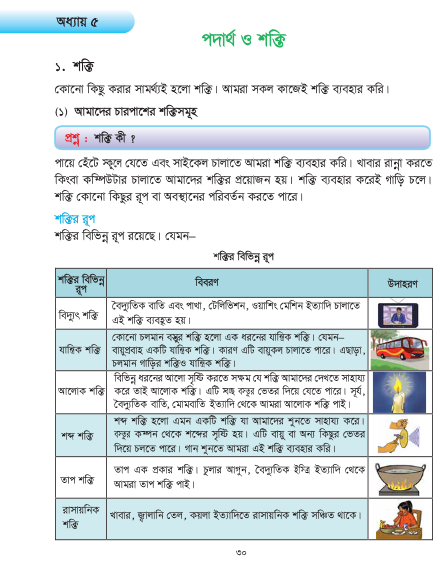 অধ্যায় ৫
পদার্থ ও শক্তি
১. শক্তি
কোনো কিছু করার সামর্থ্যই হলো শক্তি। আমরা সকল কাজেই শক্তি ব্যবহার করি।
(১) আমাদের চারপাশের শক্তিসমূহ
প্রশ্ন : শক্তি কী ?
পায়ে হেঁটে স্কুলে যেতে এবং সাইকেল চালাতে আমরা শক্তি ব্যবহার করি। খাবার রান্না করতে
কিংবা কম্পিউটার চালাতে আমাদের শক্তির প্রয়োজন হয়। শক্তি ব্যবহার করেই গাড়ি চলে।
শক্তি কোনো কিছুর রূপ বা অবস্থানের পরিবর্তন করতে পারে।
শক্তির রূপ
শক্তির বিভিন্ন রূপ রয়েছে। যেমন–
শক্তির বিভিন্ন রূপ
শক্তির বিভিন্ন রূপ
বিবরণ
উদাহরণ
বিদ্যুৎ শক্তি
বৈদ্যুতিক বাতি এবং পাখা, টেলিভিশন, ওয়াশিং মেশিন ইত্যাদি চালাতে
এই শক্তি ব্যবহৃত হয়।
যান্ত্রিক শক্তি
কোনো চলমান বস্তুর শক্তি হলো এক ধরনের যান্ত্রিক শক্তি। যেমন–
বায়ুপ্রবাহ একটি যান্ত্রিক শক্তি। কারণ এটি বায়ুকল চালাতে পারে। এছাড়া,
চলমান গাড়ির শক্তিও যান্ত্রিক শক্তি।
আলোক শক্তি
বিভিন্ন ধরনের আলো সৃষ্টি করতে সক্ষম যে শক্তি আমাদের দেখতে সাহায্য
করে তাই আলোক শক্তি। এটি স্বচ্ছ বস্তুর ভেতর দিয়ে যেতে পারে। সূর্য,
বৈদ্যুতিক বাতি, মোমবাতি ইত্যাদি থেকে আমরা আলোক শক্তি পাই।
শব্দ শক্তি
শব্দ শক্তি হলো এমন একটি শক্তি যা আমাদের শুনতে সাহায্য করে।
বস্তুর কম্পন থেকে শব্দের সৃষ্টি হয়। এটি বায়ু বা অন্য কিছুর ভেতর
দিয়ে চলতে পারে। গান শুনতে আমরা এই শক্তি ব্যবহার করি।
তাপ শক্তি
তাপ এক প্রকার শক্তি। চুলার আগুন, বৈদ্যুতিক ইস্ত্রি ইত্যাদি থেকে
আমরা তাপ শক্তি পাই।
রাসায়নিক
শক্তি
খাবার, জ্বালানি তেল, কয়লা ইত্যাদিতে রাসায়নিক শক্তি সঞ্চিত থাকে।
৩০